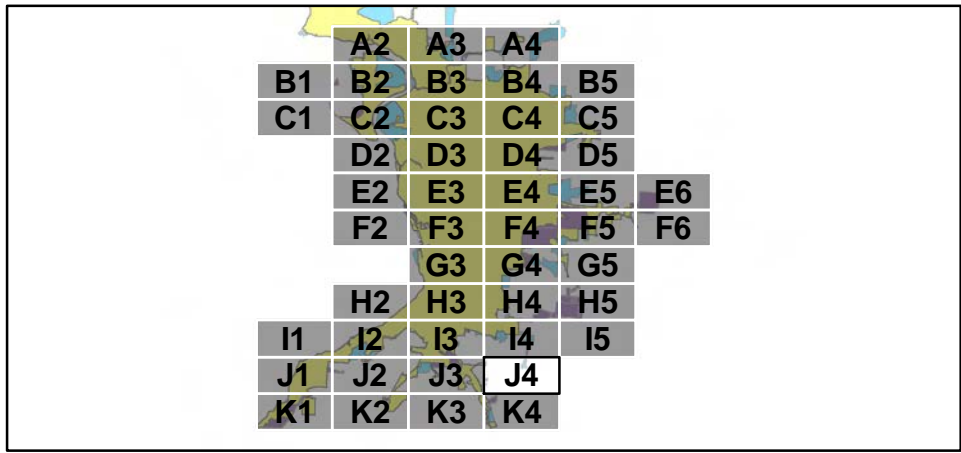 A2 A3 A4
B1 B2 B3 B4 B5
C1 C2 C3 C4 C5
D2 D3 D4 D5
E2 E3 E4 E5 E6
F2 F3 F4 F5 F6
G3 G4 G5
H2 H3 H4 H5
I1 I2 I3 I4 I5
J1 J2 J3 J4
K1 K2 K3 K4